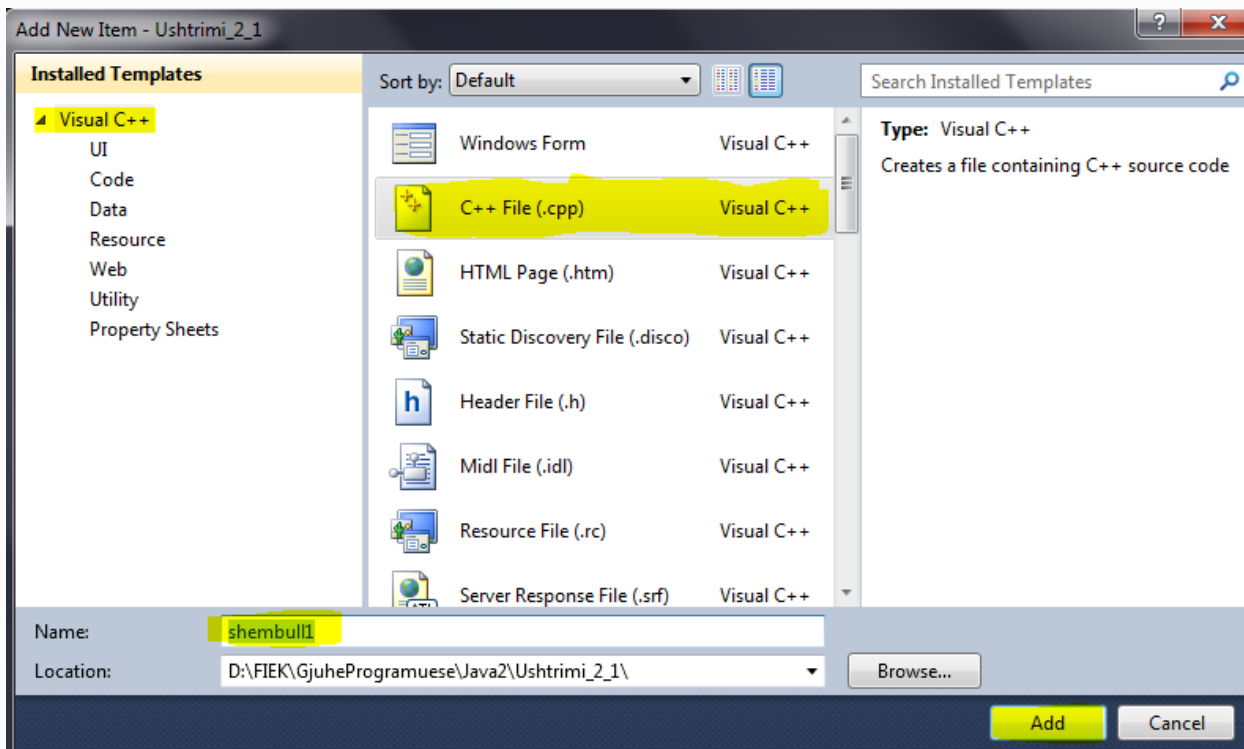 Add New Item - Ushtrimi_2_1
Installed Templates
Visual C++
UI
Code
Data
Resource
Web
Utility
Property Sheets
Sort by: Default
Windows Form Visual C++
C++ File (.cpp) Visual C++
HTML Page (.htm) Visual C++
Static Discovery File (.disco) Visual C++
Header File (.h) Visual C++
Midl File (.idl) Visual C++
Resource File (.rc) Visual C++
Server Response File (.srf) Visual C++
Search Installed Templates
Type: Visual C++
Creates a file containing C++ source code
Name: shembull1
Location: D:\FIEK\GjuheProgramuese\Java2\Ushtrimi_2_1\
Browse...
Add Cancel